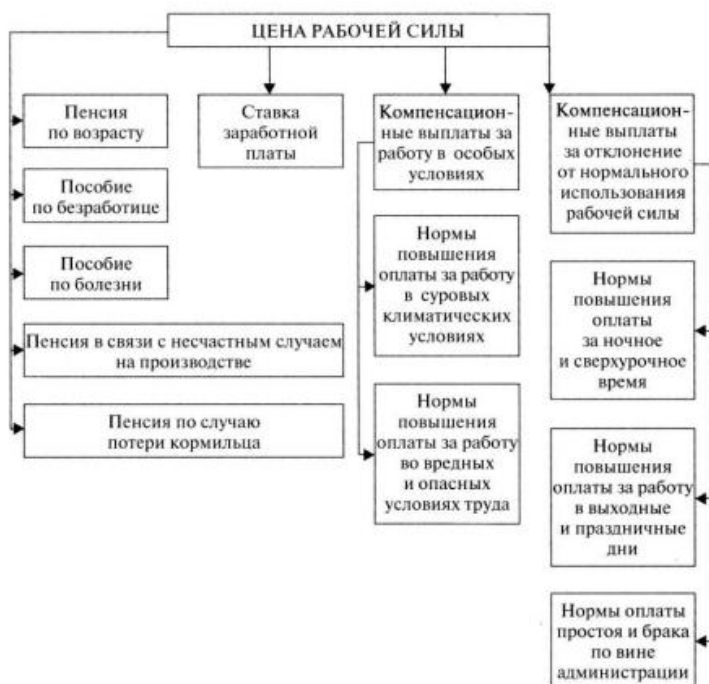 ЦЕНА РАБОЧЕЙ СИЛЫ
Пенсия
по возрасту
Пособие
по безработице
Пособие
по болезни
Пенсия в связи с несчастным случаем
на производстве
Пенсия по случаю
потери кормильца
Ставка
заработной
платы
Компенсацион-
ные выплаты за
работу в особых
условиях
Нормы
повышения
оплаты за работу
в суровых
климатических
условиях
Нормы
повышения
оплаты за работу
во вредных
и опасных
условиях труда
Компенсацион-
ные выплаты
за отклонение
от нормального
использования
рабочей силы
Нормы
повышения
оплаты
за ночное
и сверхурочное
время
Нормы
повышения
оплаты за работу
в выходные
и праздничные
дни
Нормы оплаты
простоя и брака
по вине
администрации